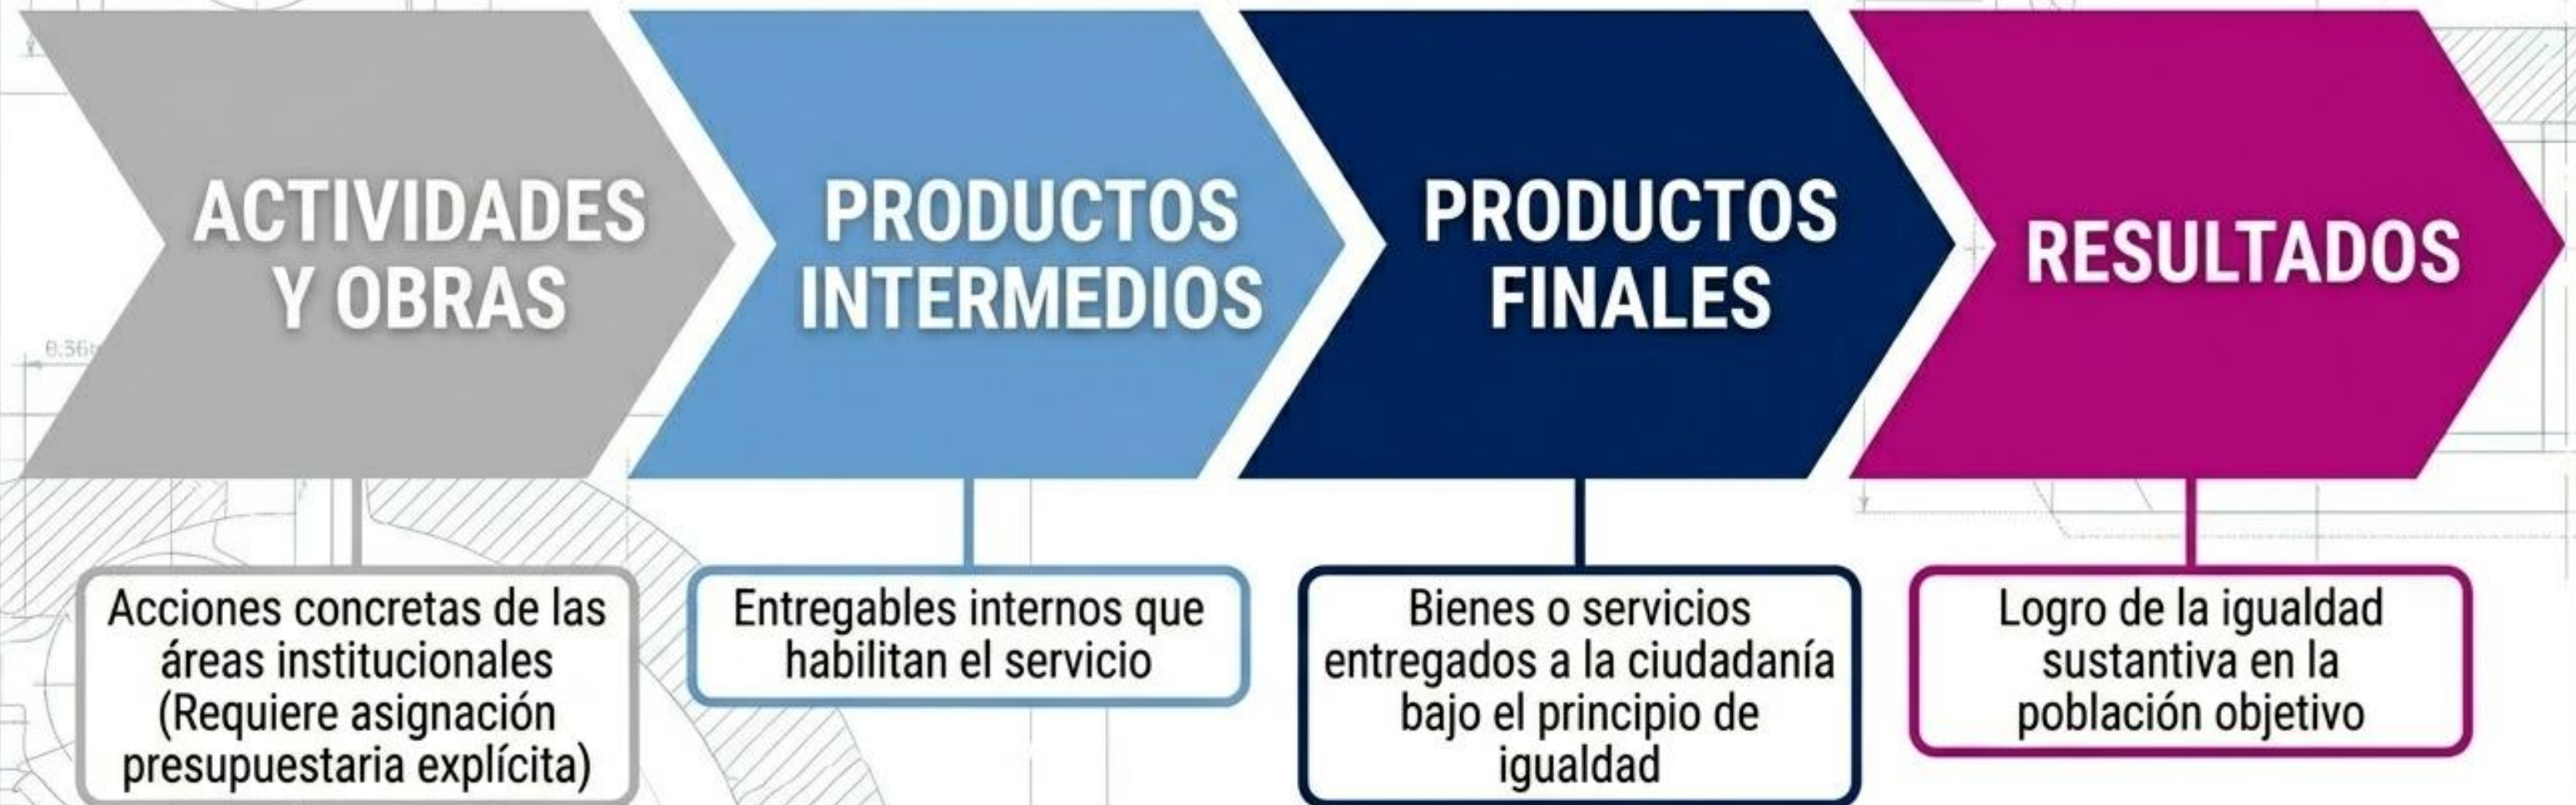 ACTIVIDADES
Y OBRAS
PRODUCTOS
INTERMEDIOS
PRODUCTOS
FINALES
RESULTADOS
Acciones concretas de las
áreas institucionales
(Requiere asignación
presupuestaria explícita)
Entregables internos que
habilitan el servicio
Bienes o servicios
entregados a la ciudadanía
bajo el principio de
igualdad
Logro de la igualdad
sustantiva en la
población objetivo